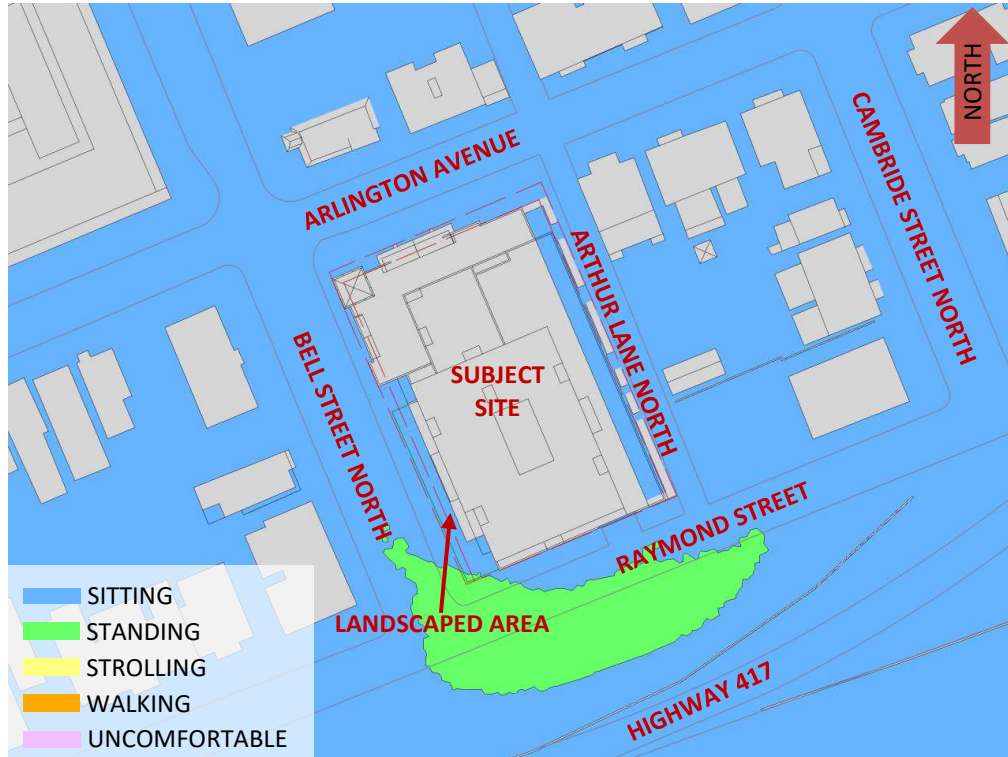 NORTH
ARLINGTON AVENUE
CAMBRIDE STREET NORTH
ARTHUR LANE NORTH
BELL STREET NORTH
SUBJECT
SITE
RAYMOND STREET
LANDSCAPED AREA
HIGHWAY 417
SITTING
STANDING
STROLLING
WALKING
UNCOMFORTABLE